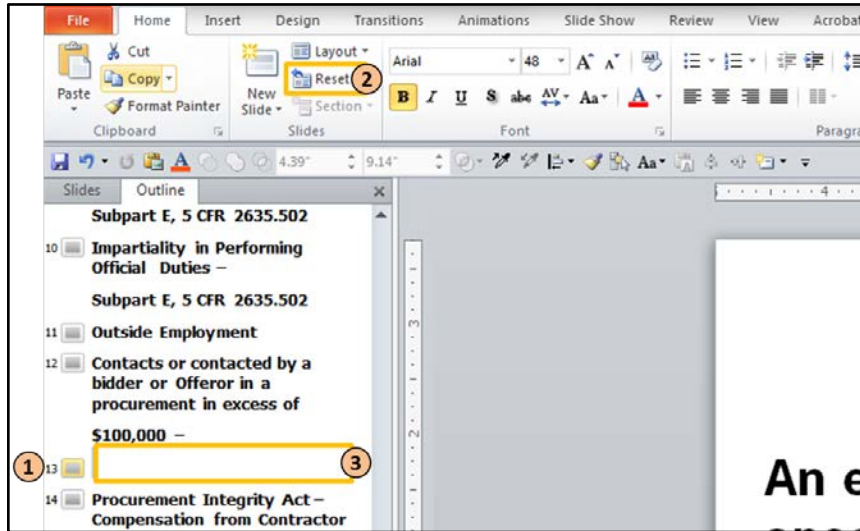 File Home Insert Design Transitions Animations Slide Show Review View Acrobat
Cut
Copy
Format Painter
Paste
Clipboard
New Slide
Layout
Reset
Section
Slides
2
Arial 48 A A
B I U S abc AV Aa A
Font
Paragra
4.39" 9.14" Aa
Slides Outline
4
Subpart E, 5 CFR 2635.502
10 Impartiality in Performing
Official Duties –
Subpart E, 5 CFR 2635.502
11 Outside Employment
12 Contacts or contacted by a
bidder or Offeror in a
procurement in excess of
$100,000 –
1 13 3
14 Procurement Integrity Act –
Compensation from Contractor
3
2
An e